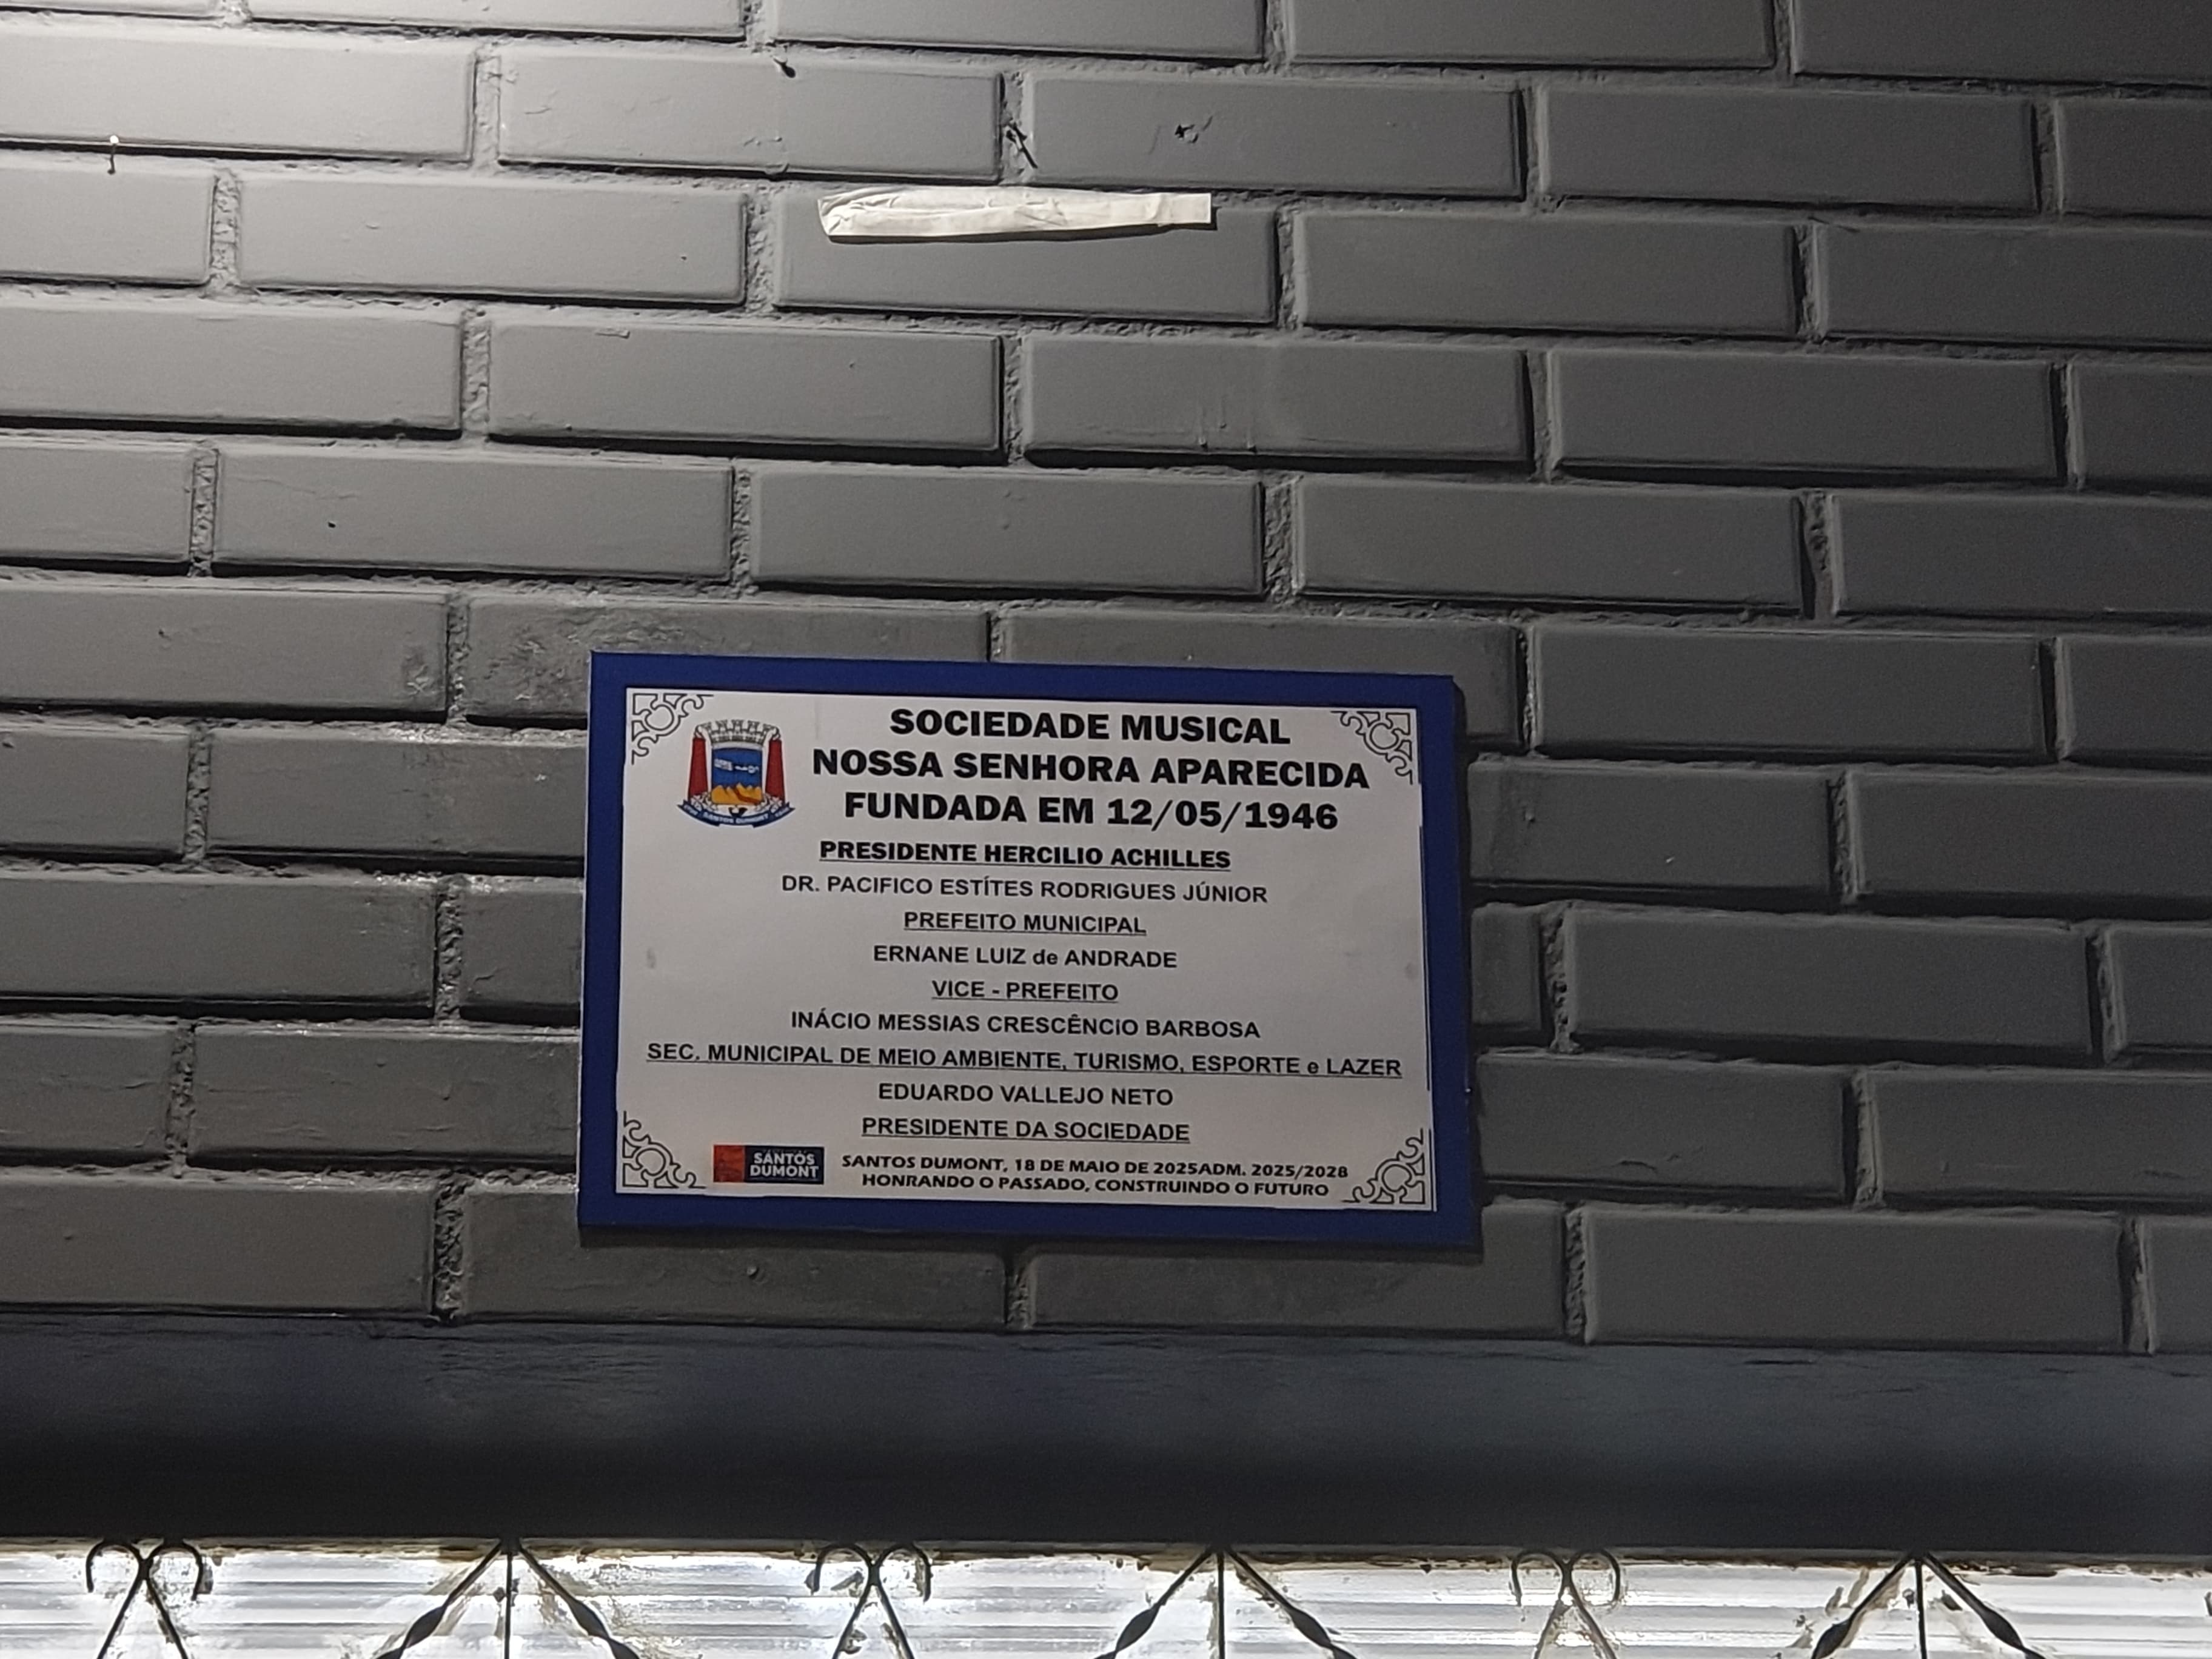 SOCIEDADE MUSICAL
NOSSA SENHORA APARECIDA
FUNDADA EM 12/05/1946
SANTOS DUMONT
PRESIDENTE HERCILIO ACHILLES
DR. PACIFICO ESTÍTES RODRIGUES JÚNIOR
PREFEITO MUNICIPAL
ERNANE LUIZ de ANDRADE
VICE - PREFEITO
INÁCIO MESSIAS CRESCÊNCIO BARBOSA
SEC. MUNICIPAL DE MEIO AMBIENTE, TURISMO, ESPORTE e LAZER
EDUARDO VALLEJO NETO
PRESIDENTE DA SOCIEDADE
SANTOS
DUMONT
SANTOS DUMONT, 18 DE MAIO DE 2025ADM. 2025/2028
HONRANDO O PASSADO, CONSTRUINDO O FUTURO